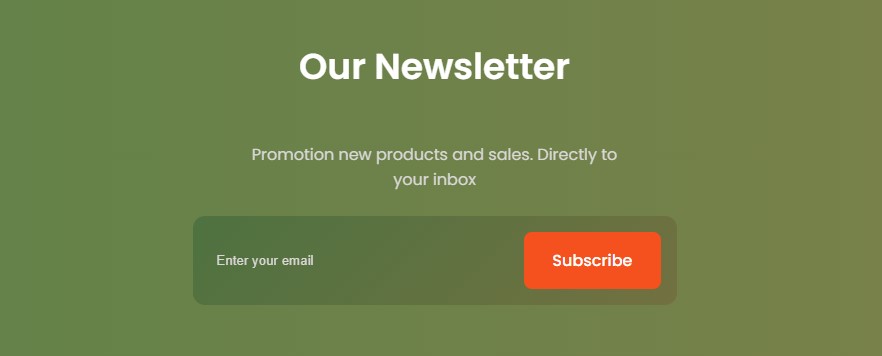 Our Newsletter
Promotion new products and sales. Directly to
your inbox
Enter your email
Subscribe